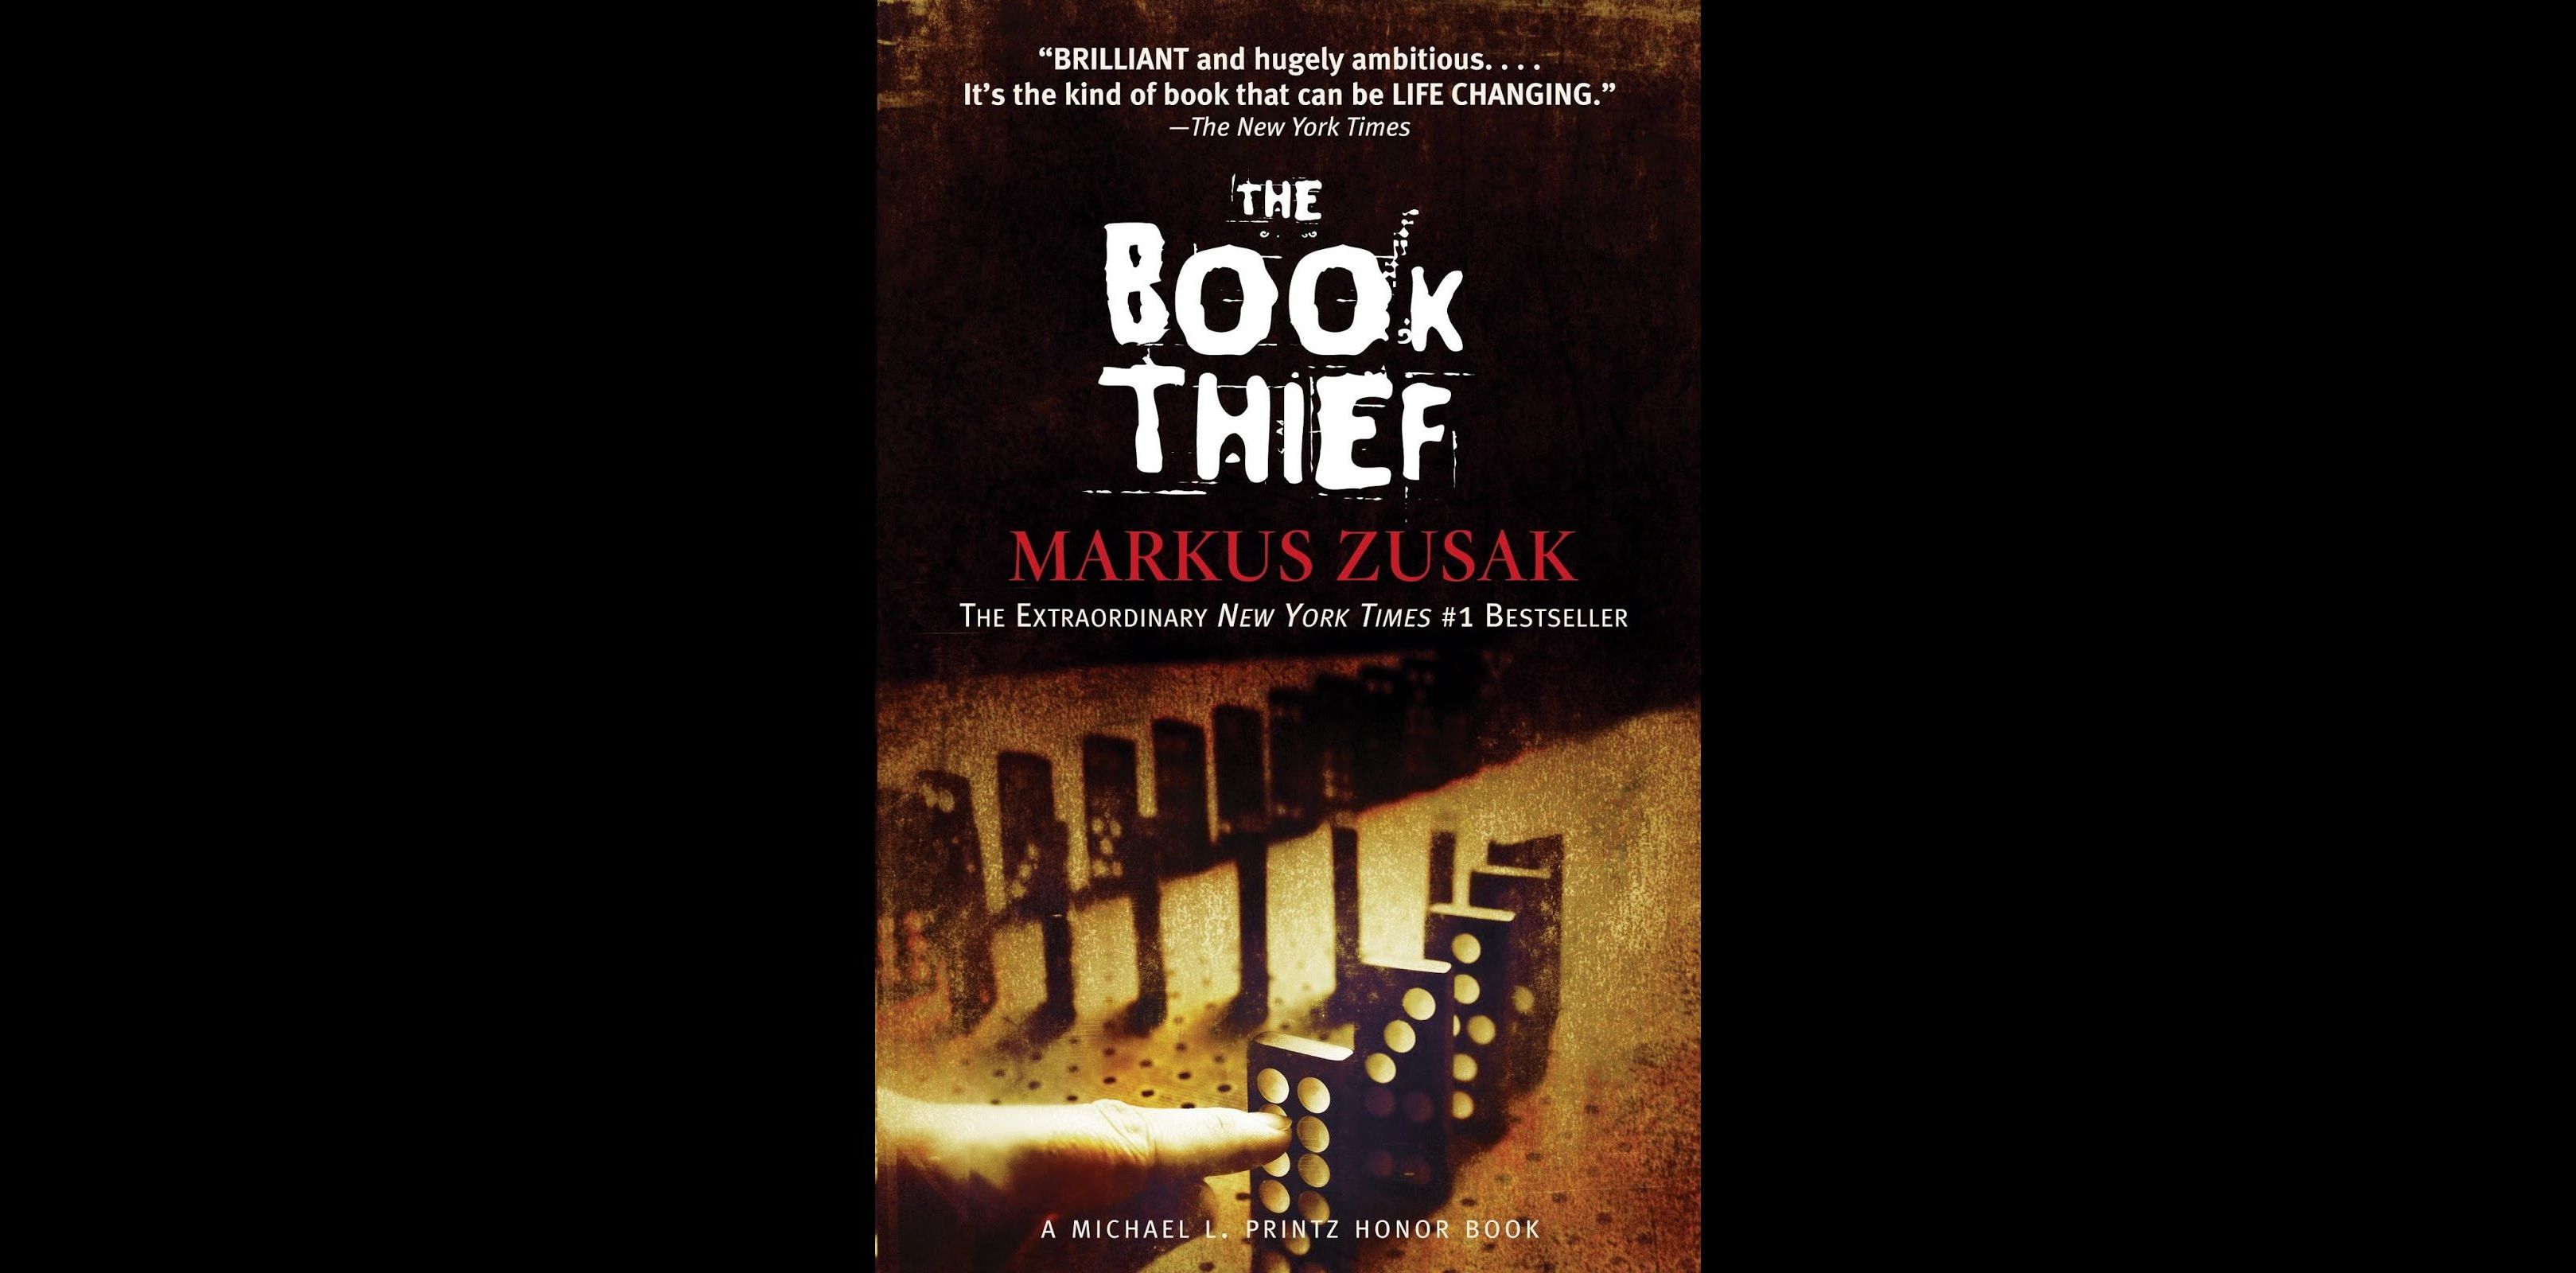 “BRILLIANT and hugely ambitious. . . .
It’s the kind of book that can be LIFE CHANGING.”
—The New York Times
THE
BOOK
THIEF
MARKUS ZUSAK
THE EXTRAORDINARY NEW YORK TIMES #1 BESTSELLER
A MICHAEL L. PRINTZ HONOR BOOK